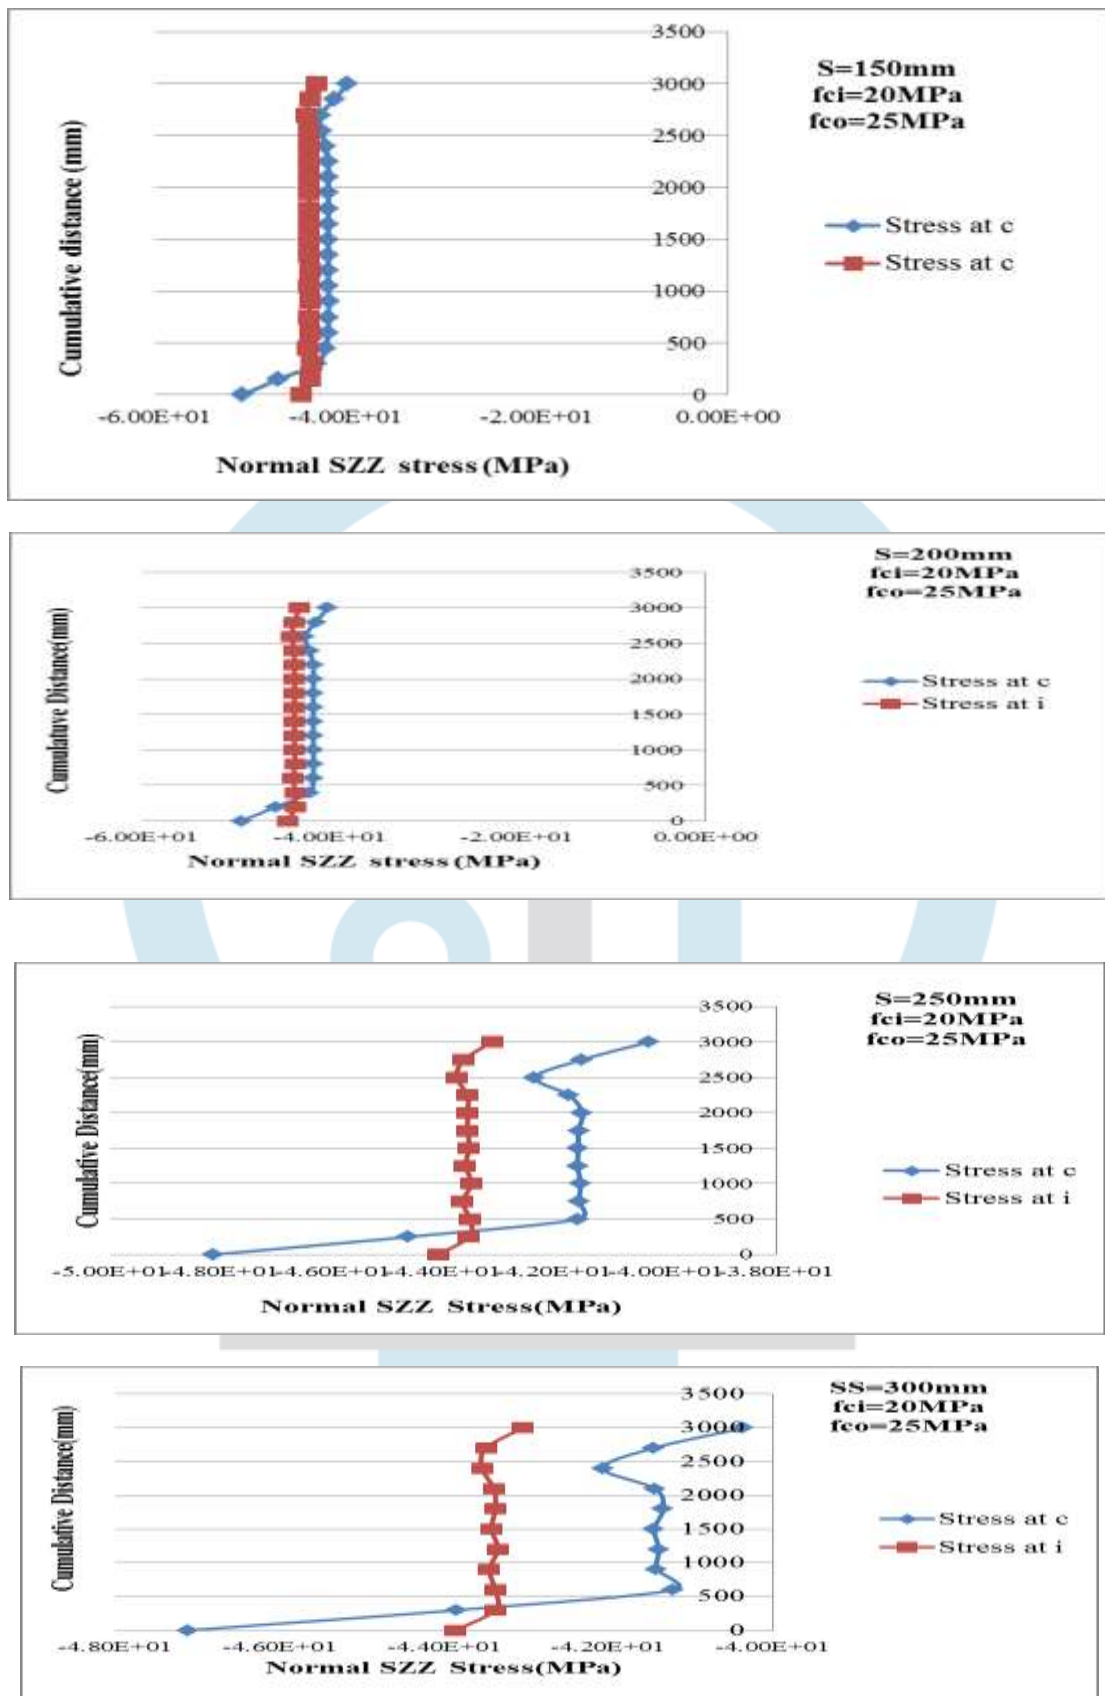 3500
S=150mm
fci=20MPa
fco=25MPa
3000
2500
2000
1500
1000
500
0
Cumulative distance (mm)
Stress at c
Stress at c
-6.00E+01 -4.00E+01 -2.00E+01 0.00E+00
Normal SZZ stress (MPa)
S=200mm
fci=20MPa
fco=25MPa
3500
3000
2500
2000
1500
1000
500
0
Cumulatuve Distance(mm)
Stress at c
Stress at i
-6.00E+01 -4.00E+01 -2.00E+01 0.00E+00
Normal SZZ stress (MPa)
S=250mm
fci=20MPa
fco=25MPa
3500
3000
2500
2000
1500
1000
500
0
Cumulative Distance(mm)
Stress at c
Stress at i
-5.00E+01 -4.80E+01 -4.60E+01 -4.40E+01 -4.20E+01 -4.00E+01 -3.80E+01
Normal SZZ Stress(MPa)
SS=300mm
fci=20MPa
fco=25MPa
3500
3000
2500
2000
1500
1000
500
0
Cumulative Distance(mm)
Stress at c
Stress at i
-4.80E+01 -4.60E+01 -4.40E+01 -4.20E+01 -4.00E+01
Normal SZZ Stress(MPa)